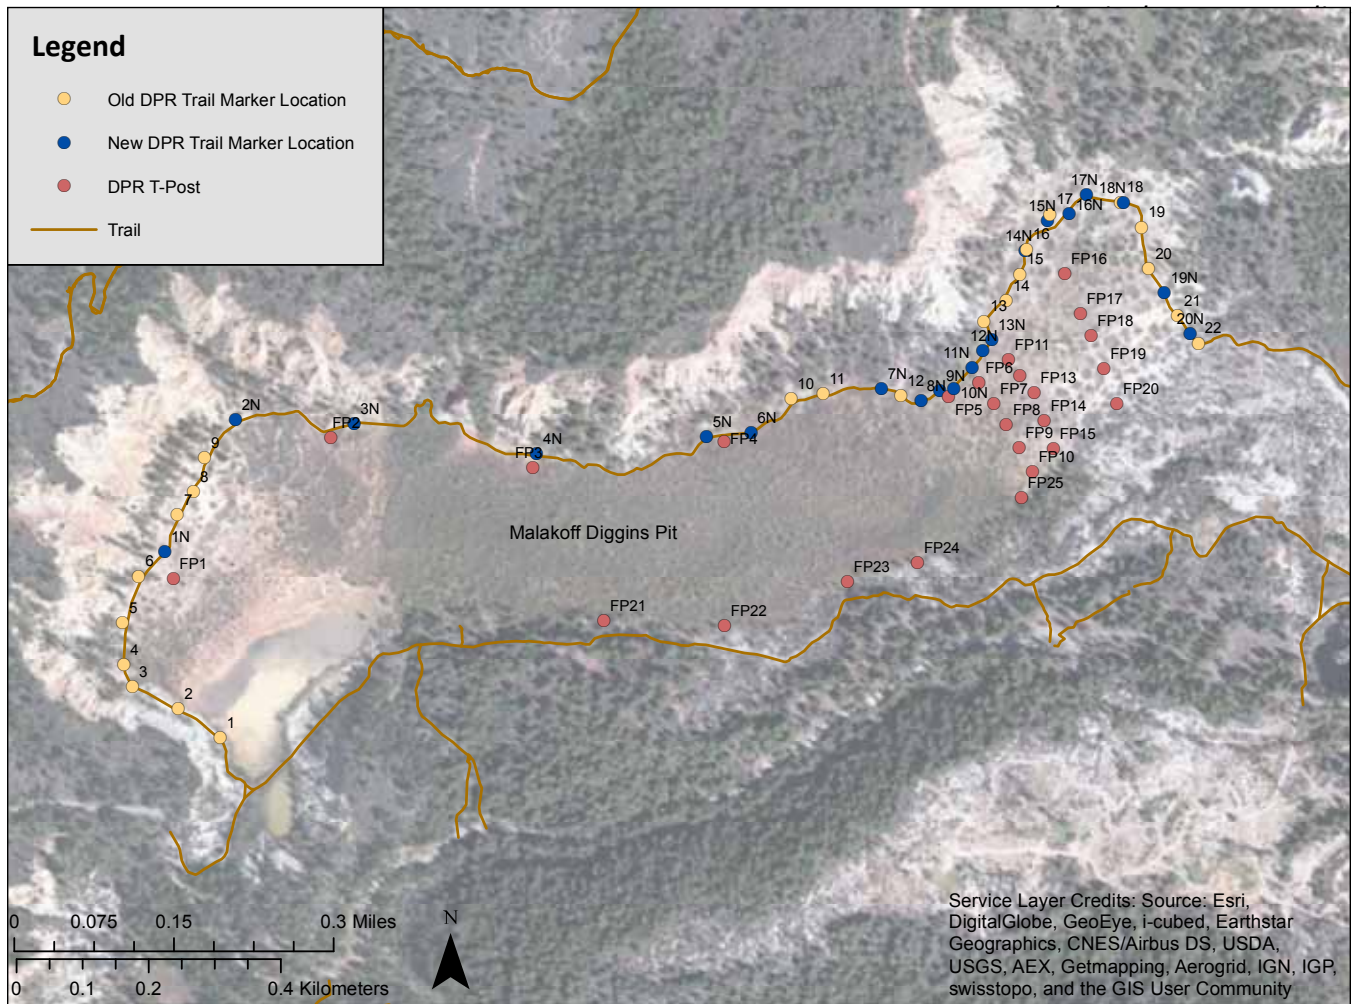 Legend
Old DPR Trail Marker Location
New DPR Trail Marker Location
DPR T-Post
Trail
17N
18N 18
15N 17
16N
19
14N 16
15
20
FP16
14
19N
13
FP17
21
20N
22
13N
FP18
12N
FP11
11N
FP19
FP6
9N
7N
12
8N
10N
FP7
FP13
FP20
10
11
FP5
FP8
FP14
2N
3N
6N
5N
FP2
FP4
FP9
FP15
9
4N
FP3
FP10
8
FP25
7
1N
Malakoff Diggins Pit
6
FP1
FP24
FP23
5
FP21
FP22
4
3
2
1
0 0.075 0.15 0.3 Miles
0 0.1 0.2 0.4 Kilometers
N
Service Layer Credits: Source: Esri,
DigitalGlobe, GeoEye, i-cubed, Earthstar
Geographics, CNES/Airbus DS, USDA,
USGS, AEX, Getmapping, Aerogrid, IGN, IGP,
swisstopo, and the GIS User Community